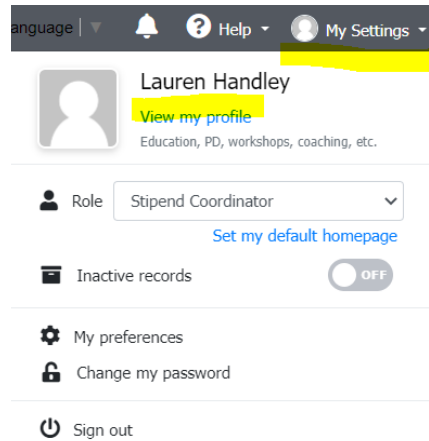 anguage
Help
My Settings
Lauren Handley
View my profile
Education, PD, workshops, coaching, etc.
Role Stipend Coordinator
Set my default homepage
Inactive records OFF
My preferences
Change my password
Sign out